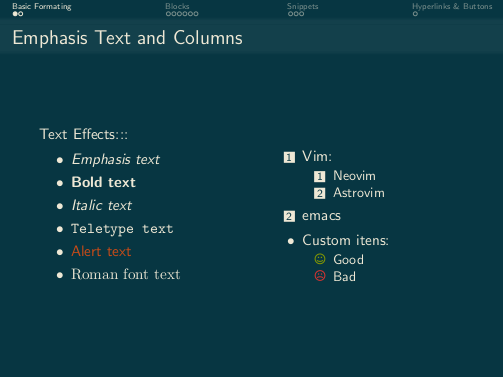 Basic Formating Blocks Snippets Hyperlinks & Buttons
Emphasis Text and Columns
Text Effects:::
• Emphasis text
• Bold text
• Italic text
• Teletype text
• Alert text
• Roman font text
1 Vim:
1 Neovim
2 Astrovim
2 emacs
• Custom itens:
☺ Good
☹ Bad